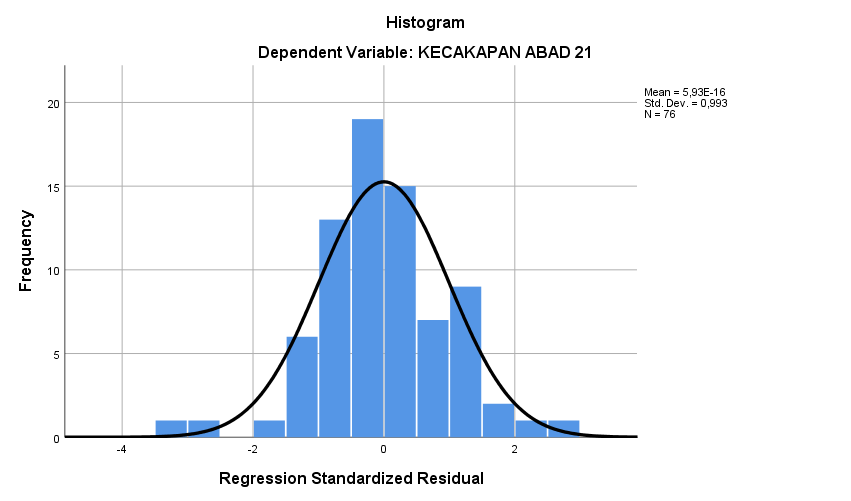 Histogram
Dependent Variable: KECAKAPAN ABAD 21
Mean = 5,93E-16
Std. Dev. = 0,993
N = 76
20
15
10
5
0
Frequency
-4 -2 0 2
Regression Standardized Residual